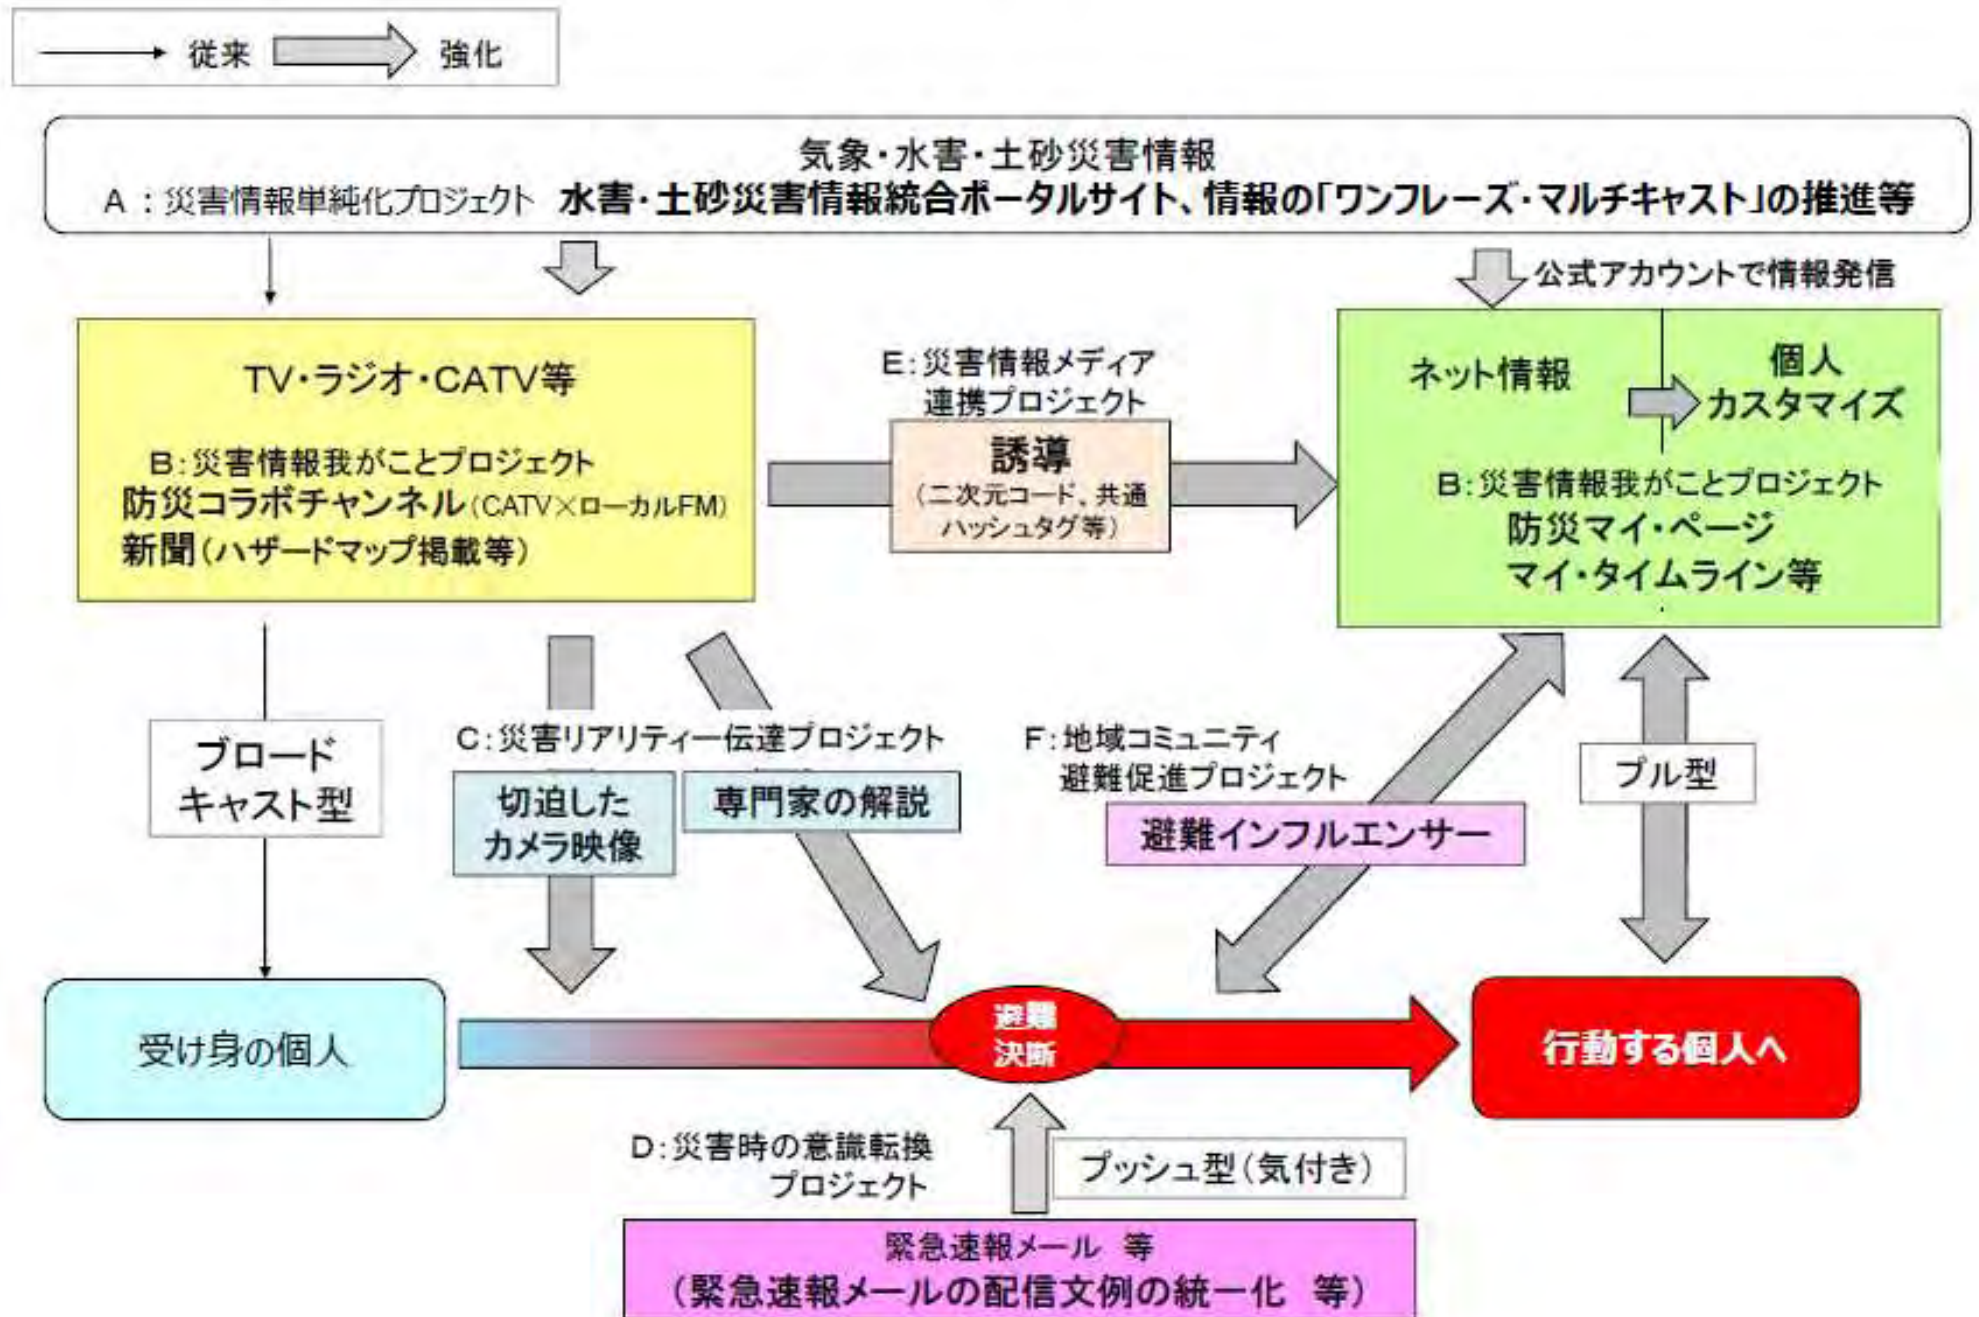 従来
強化
気象・水害・土砂災害情報
A：災害情報単純化プロジェクト 水害・土砂災害情報統合ポータルサイト、情報の「ワンフレーズ・マルチキャスト」の推進等
公式アカウントで情報発信
TV・ラジオ・CATV等
B：災害情報我がことプロジェクト
防災コラボチャンネル（CATV×ローカルFM）
新聞（ハザードマップ掲載等）
E：災害情報メディア
連携プロジェクト
誘導
（二次元コード、共通
ハッシュタグ等）
ネット情報
個人
カスタマイズ
B：災害情報我がことプロジェクト
防災マイ・ページ
マイ・タイムライン等
ブロード
キャスト型
C：災害リアリティー伝達プロジェクト
切迫した
カメラ映像
専門家の解説
F：地域コミュニティ
避難促進プロジェクト
避難インフルエンサー
プル型
受け身の個人
避難
決断
行動する個人へ
D：災害時の意識転換
プロジェクト
プッシュ型（気付き）
緊急速報メール 等
（緊急速報メールの配信文例の統一化 等）